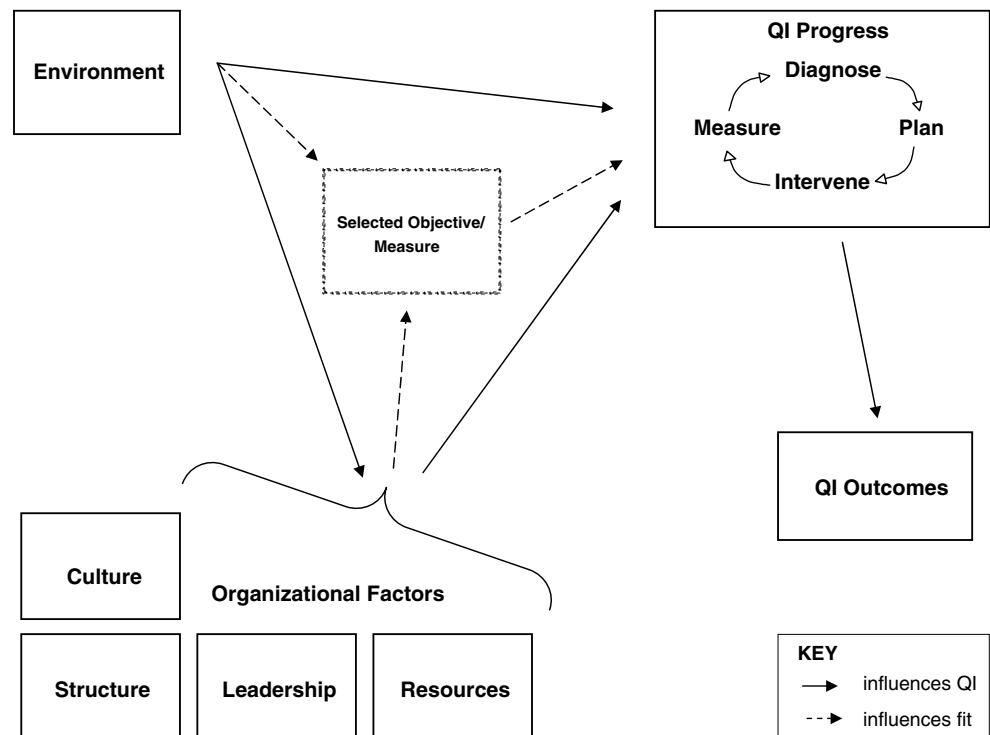 Environment
QI Progress
Diagnose
Measure
Plan
Intervene
Selected Objective/
Measure
QI Outcomes
Culture
Organizational Factors
Structure
Leadership
Resources
KEY
influences QI
influences fit